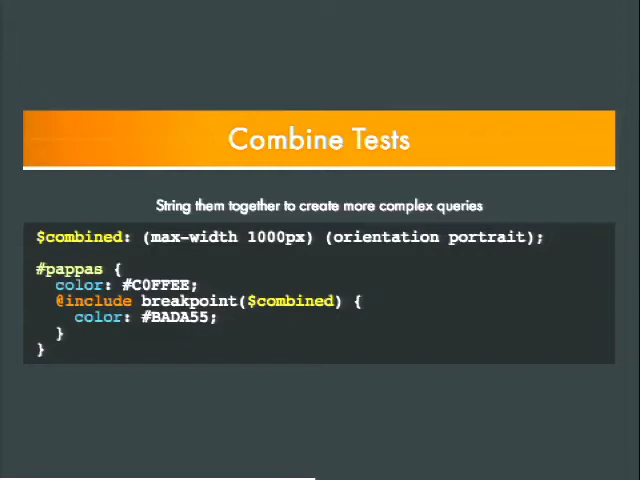 Combine Tests
String them together to create more complex queries
$combined: (max-width 1000px) (orientation portrait);
#pappas {
color: #C0FFEE;
@include breakpoint($combined) {
color: #BADA55;
}
}